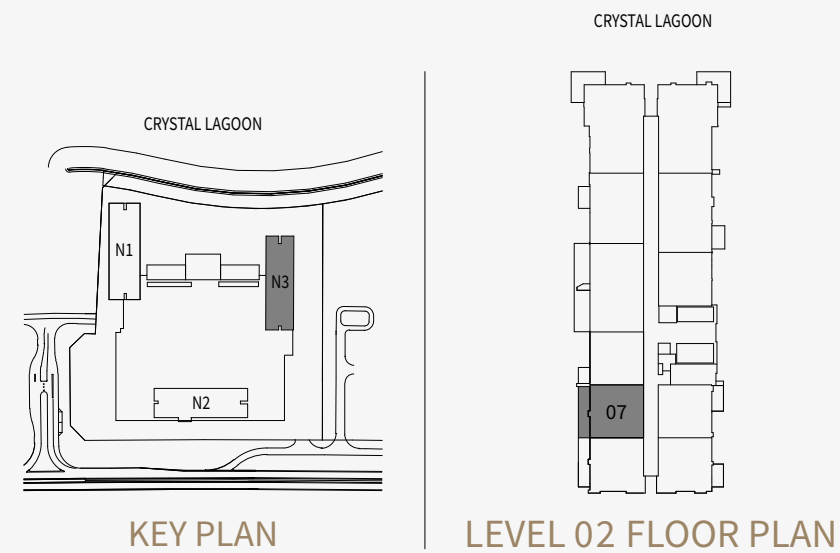 CRYSTAL LAGOON
N1
N3
N2
KEY PLAN
CRYSTAL LAGOON
07
LEVEL 02 FLOOR PLAN